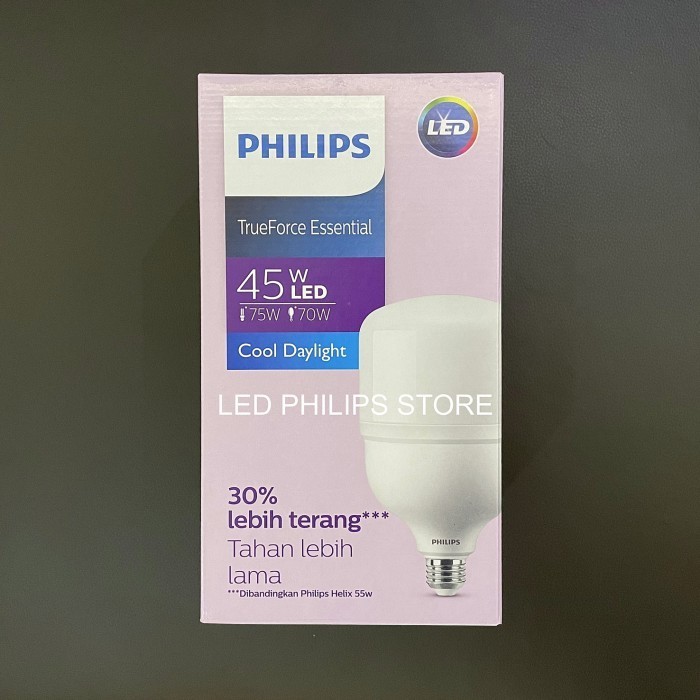 PHILIPS
LED
TrueForce Essential
45W LED
75W 70W
Cool Daylight
LED PHILIPS STORE
30%
lebih terang***
Tahan lebih
lama
***Dibandingkan Philips Helix 55w
PHILIPS